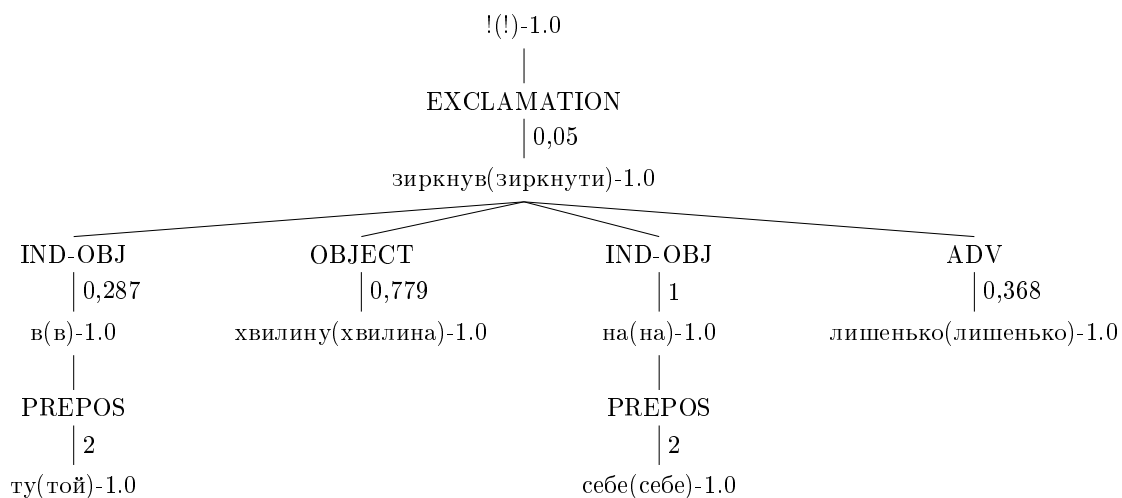 !(!)-1.0
EXCLAMATION
0,05
зиркнув(зиркнути)-1.0
IND-OBJ OBJECT IND-OBJ ADV
0,287 0,779 1 0,368
в(в)-1.0 хвилину(хвилина)-1.0 на(на)-1.0 лишенько(лишенько)-1.0
PREPOS PREPOS
2 2
ту(той)-1.0 себе(себе)-1.0